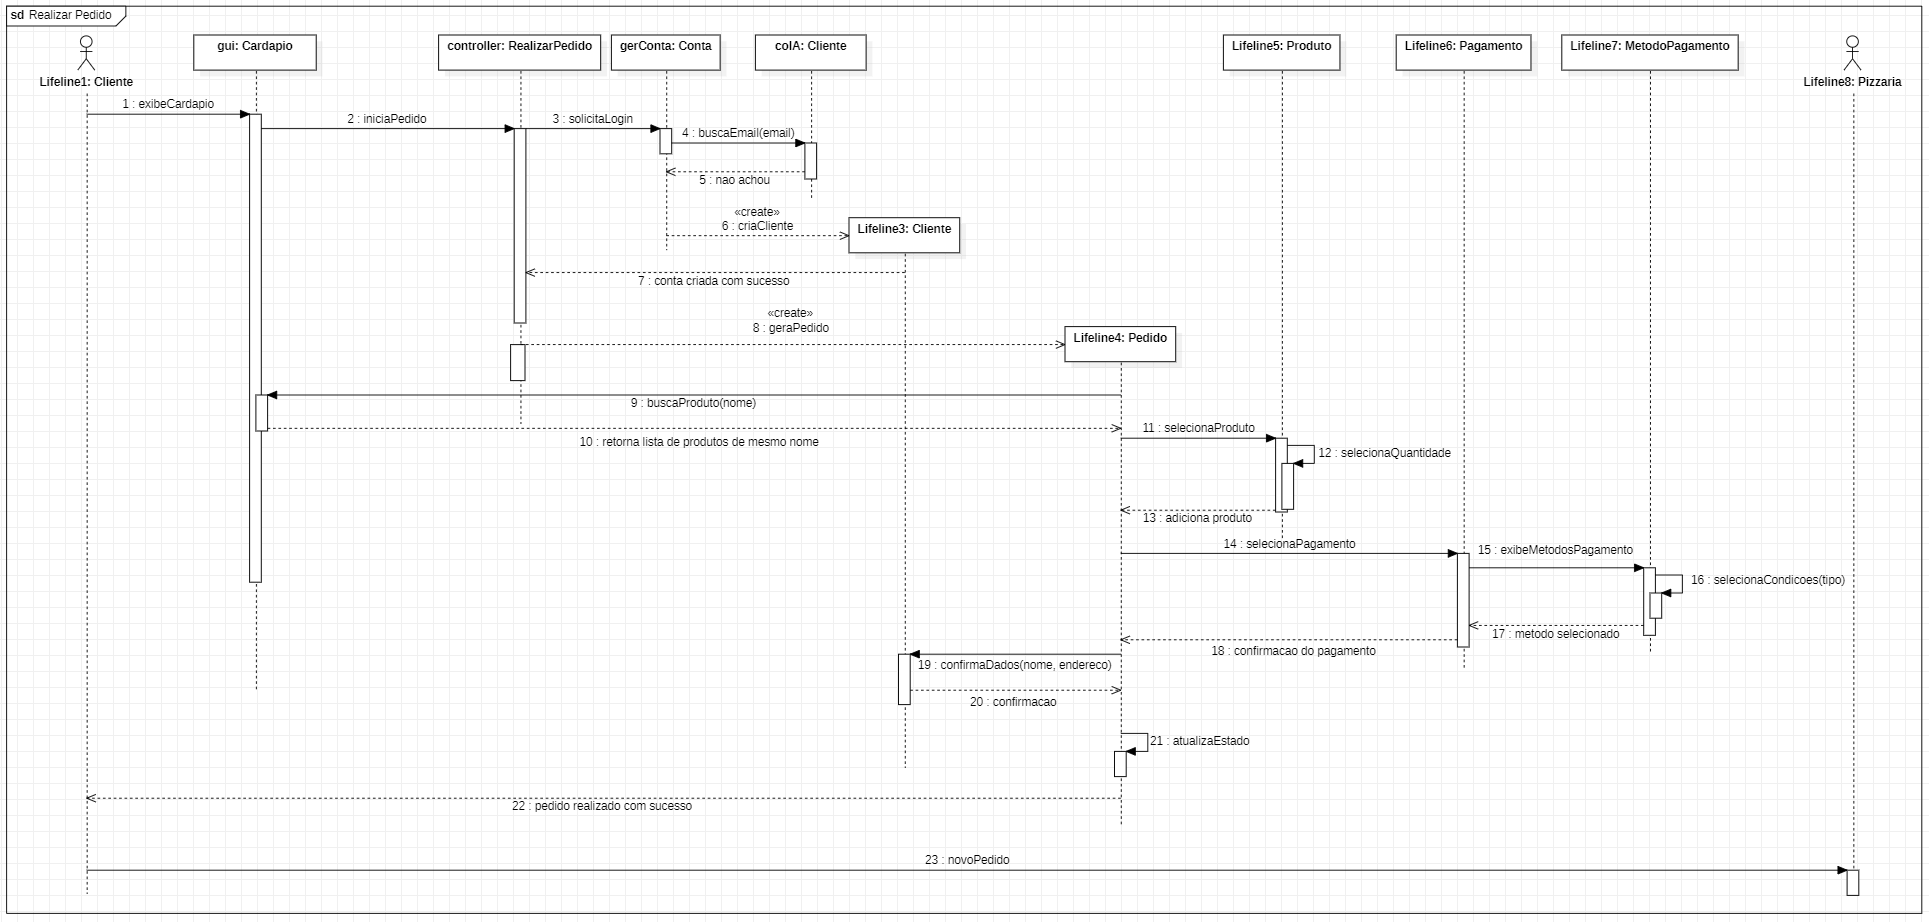 sd Realizar Pedido
Lifeline1: Cliente
gui: Cardapio
controller: RealizarPedido
gerConta: Conta
colA: Cliente
Lifeline5: Produto
Lifeline6: Pagamento
Lifeline7: MetodoPagamento
Lifeline8: Pizzaria
1 : exibeCardapio
2 : iniciaPedido
3 : solicitaLogin
4 : buscaEmail(email)
5 : nao achou
«create»
6 : criaCliente
Lifeline3: Cliente
7 : conta criada com sucesso
«create»
8 : geraPedido
Lifeline4: Pedido
9 : buscaProduto(nome)
10 : retorna lista de produtos de mesmo nome
11 : selecionaProduto
12 : selecionaQuantidade
13 : adiciona produto
14 : selecionaPagamento
15 : exibeMetodosPagamento
16 : selecionaCondicoes(tipo)
17 : metodo selecionado
18 : confirmacao do pagamento
19 : confirmaDados(nome, endereco)
20 : confirmacao
21 : atualizaEstado
22 : pedido realizado com sucesso
23 : novoPedido